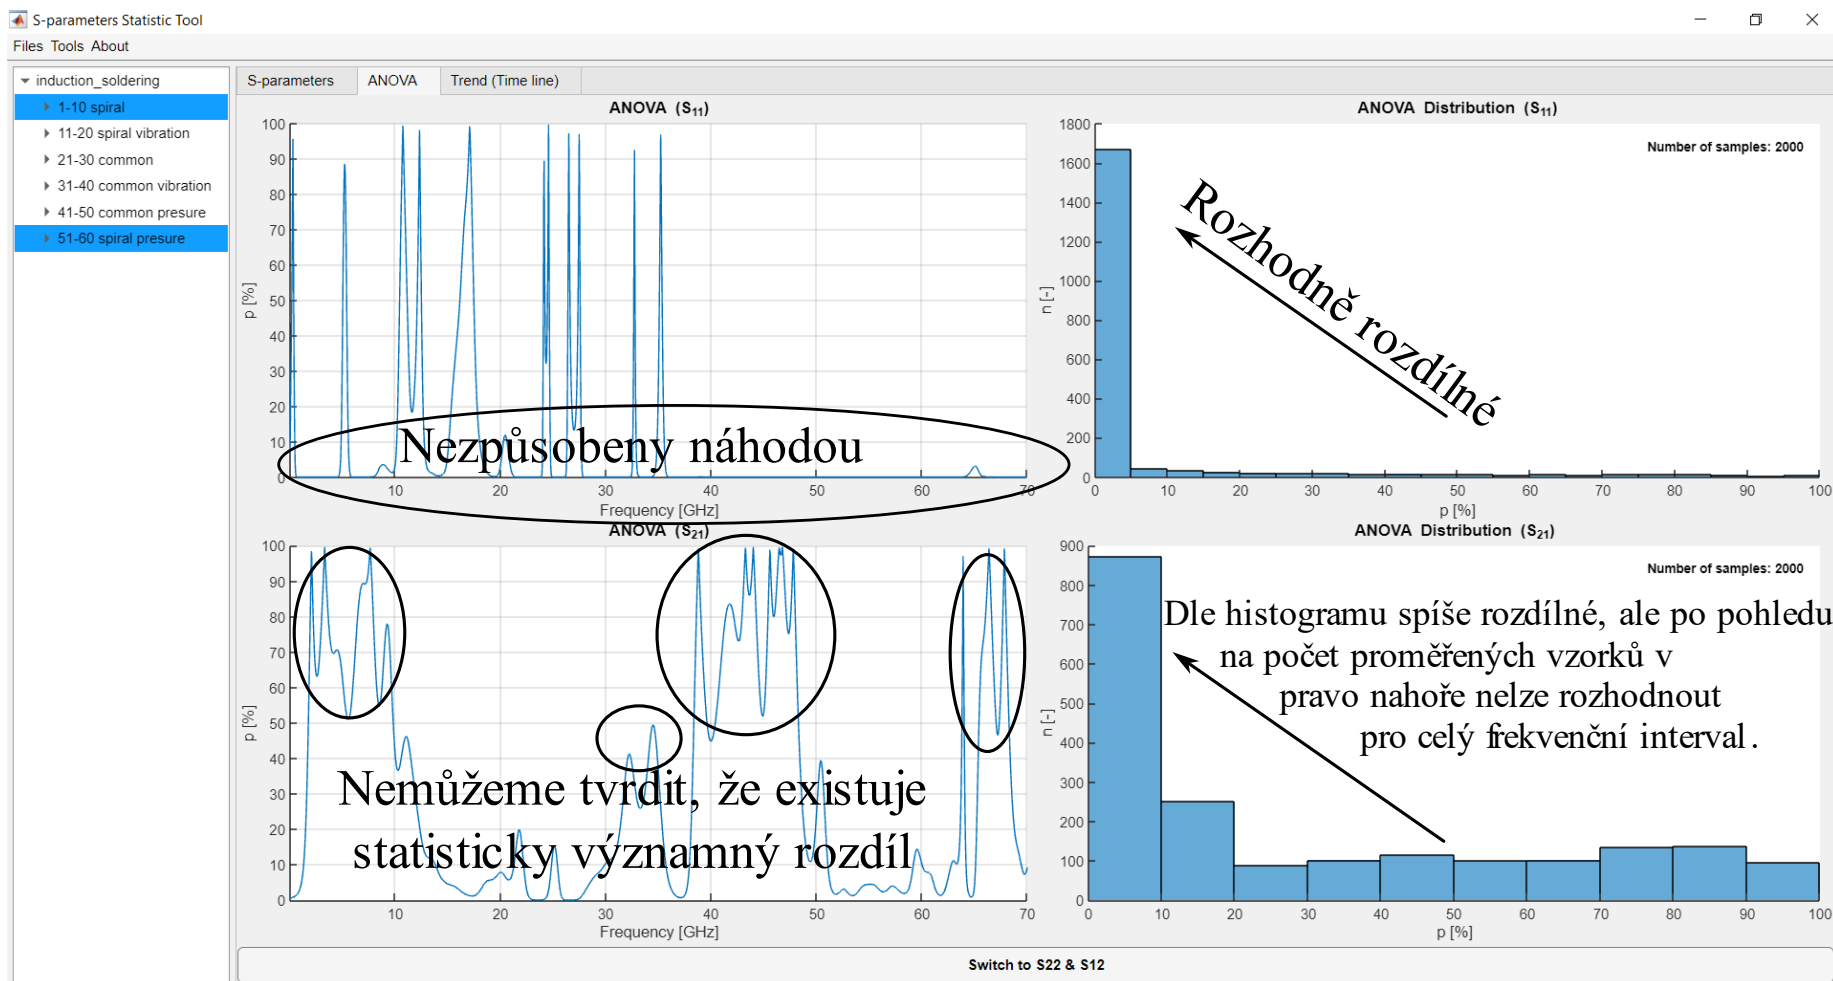 S-parameters Statistic Tool
Files Tools About
induction_soldering
1-10 spiral
11-20 spiral vibration
21-30 common
31-40 common vibration
41-50 common presure
51-60 spiral presure
S-parameters ANOVA Trend (Time line)
ANOVA (S11)
100
90
80
70
60
50
40
30
20
10
0
p [%]
Nezpůsobeny náhodou
10 20 30 40 50 60 70
Frequency [GHz]
ANOVA Distribution (S11)
Number of samples: 2000
1800
1600
1400
1200
1000
800
600
400
200
0
n [-]
Rozhodně rozdílné
0 10 20 30 40 50 60 70 80 90 100
p [%]
ANOVA (S21)
100
90
80
70
60
50
40
30
20
10
0
p [%]
Nemůžeme tvrdit, že existuje
statisticky významný rozdíl
10 20 30 40 50 60 70
Frequency [GHz]
ANOVA Distribution (S21)
Number of samples: 2000
900
800
700
600
500
400
300
200
100
0
n [-]
Dle histogramu spíše rozdílné, ale po pohledu
na počet proměřených vzorků v
pravo nahoře nelze rozhodnout
pro celý frekvenční interval.
0 10 20 30 40 50 60 70 80 90 100
p [%]
Switch to S22 & S12